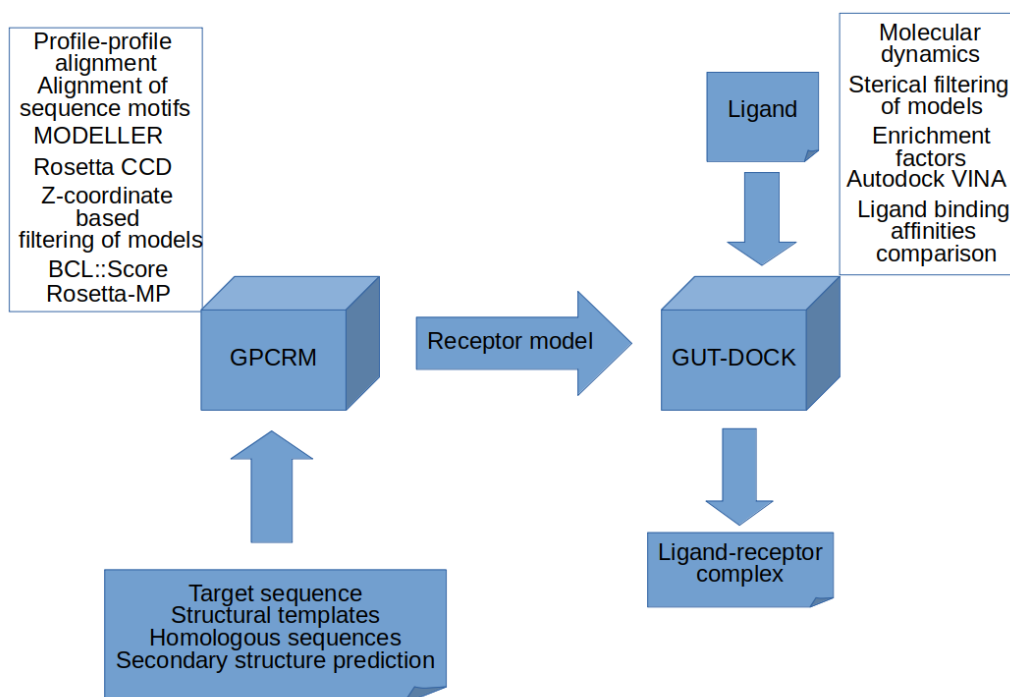 Profile-profile
alignment
Alignment of
sequence motifs
MODELLER
Rosetta CCD
Z-coordinate
based
filtering of models
BCL::Score
Rosetta-MP
GPCRM
Target sequence
Structural templates
Homologous sequences
Secondary structure prediction
Receptor model
Ligand
Molecular
dynamics
Sterical filtering
of models
Enrichment
factors
Autodock VINA
Ligand binding
affinities
comparison
GUT-DOCK
Ligand-receptor
complex